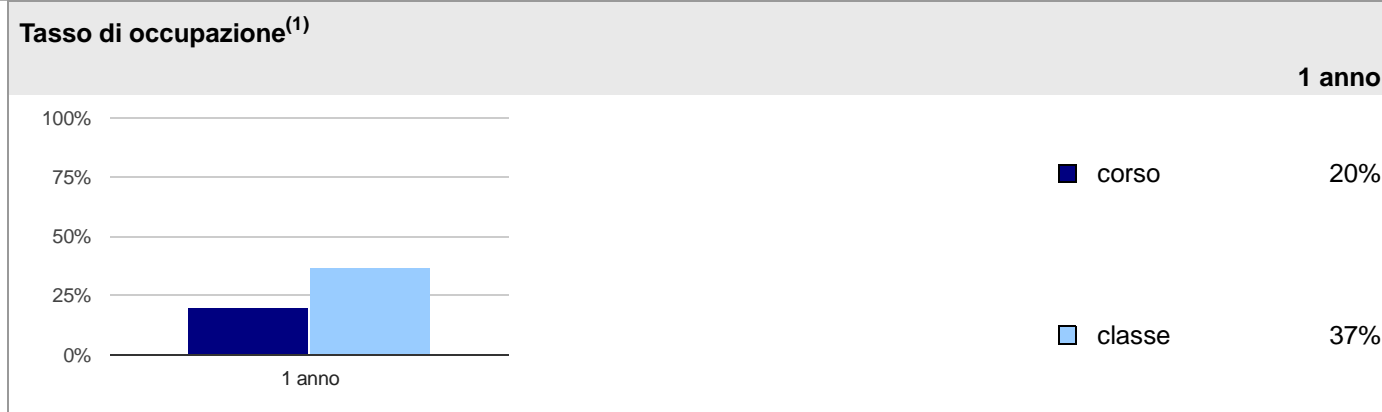 Tasso di occupazione(1)
1 anno
100%
75%
50%
25%
0%
1 anno
corso 20%
classe 37%